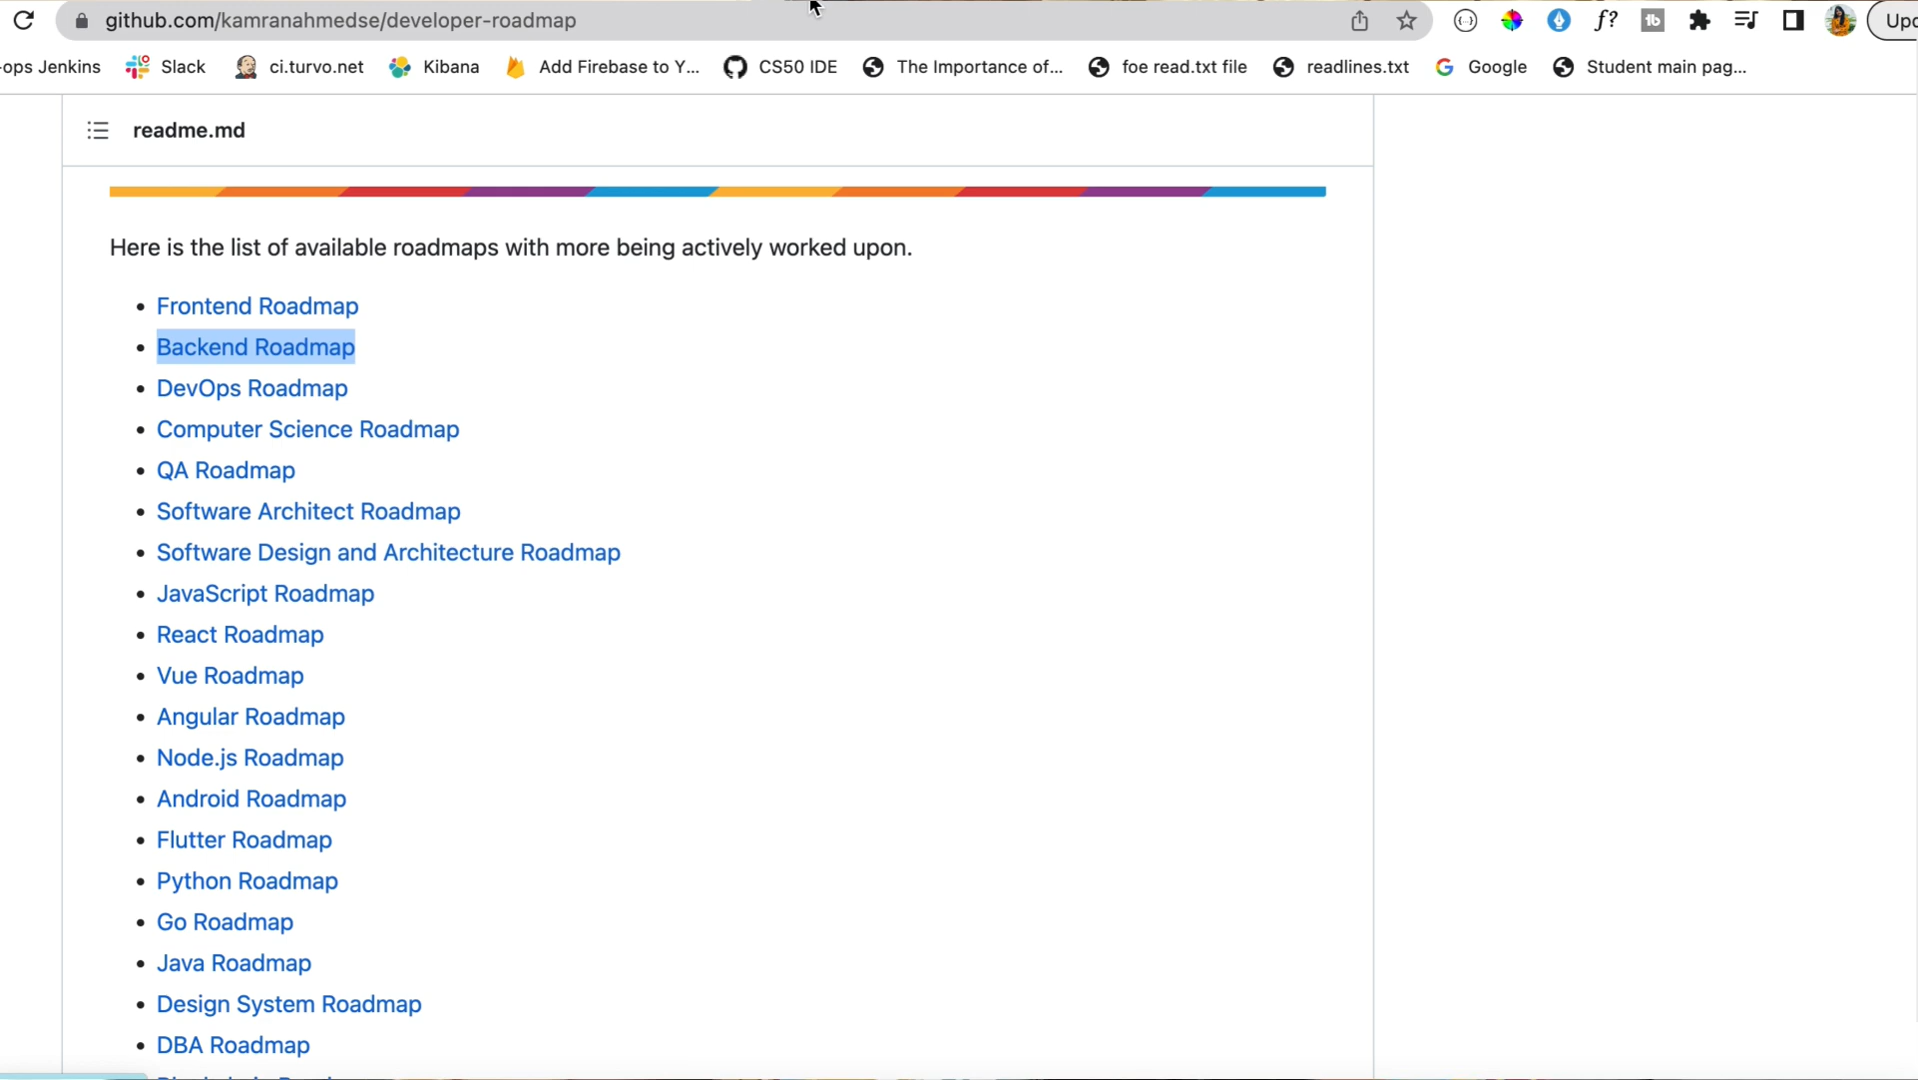 github.com/kamranahmedse/developer-roadmap
-ops Jenkins Slack ci.turvo.net Kibana Add Firebase to Y... CS50 IDE The Importance of... foe read.txt file readlines.txt Google Student main pag...
readme.md
Here is the list of available roadmaps with more being actively worked upon.
• Frontend Roadmap
• Backend Roadmap
• DevOps Roadmap
• Computer Science Roadmap
• QA Roadmap
• Software Architect Roadmap
• Software Design and Architecture Roadmap
• JavaScript Roadmap
• React Roadmap
• Vue Roadmap
• Angular Roadmap
• Node.js Roadmap
• Android Roadmap
• Flutter Roadmap
• Python Roadmap
• Go Roadmap
• Java Roadmap
• Design System Roadmap
• DBA Roadmap